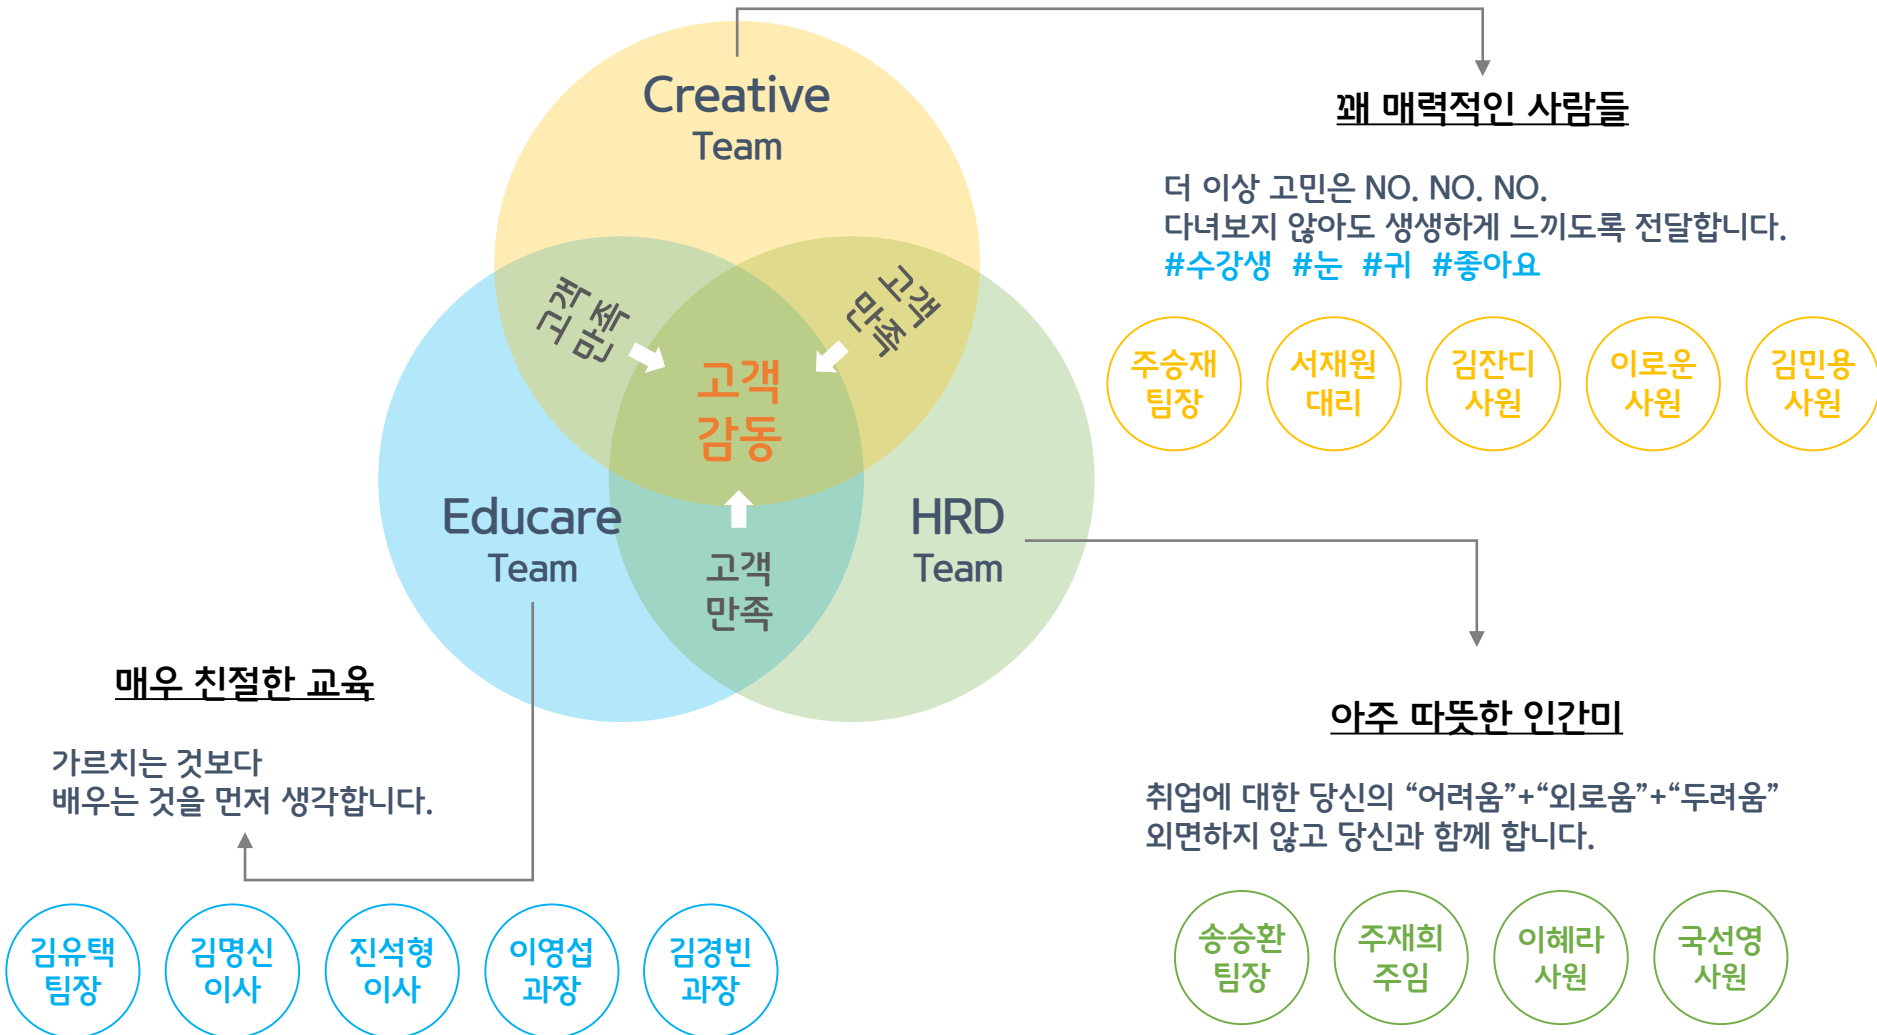 Creative
Team
고객
만족
고객
만족
고객
감동
Educare
Team
HRD
Team
고객
만족
꽤 매력적인 사람들
더 이상 고민은 NO. NO. NO.
다녀보지 않아도 생생하게 느끼도록 전달합니다.
#수강생 #눈 #귀 #좋아요
주승재
팀장
서재원
대리
김잔디
사원
이로운
사원
김민용
사원
매우 친절한 교육
가르치는 것보다
배우는 것을 먼저 생각합니다.
김유택
팀장
김명신
이사
진석형
이사
이영섭
과장
김경빈
과장
아주 따뜻한 인간미
취업에 대한 당신의 “어려움”+“외로움”+“두려움”
외면하지 않고 당신과 함께 합니다.
송승환
팀장
주재희
주임
이혜라
사원
국선영
사원